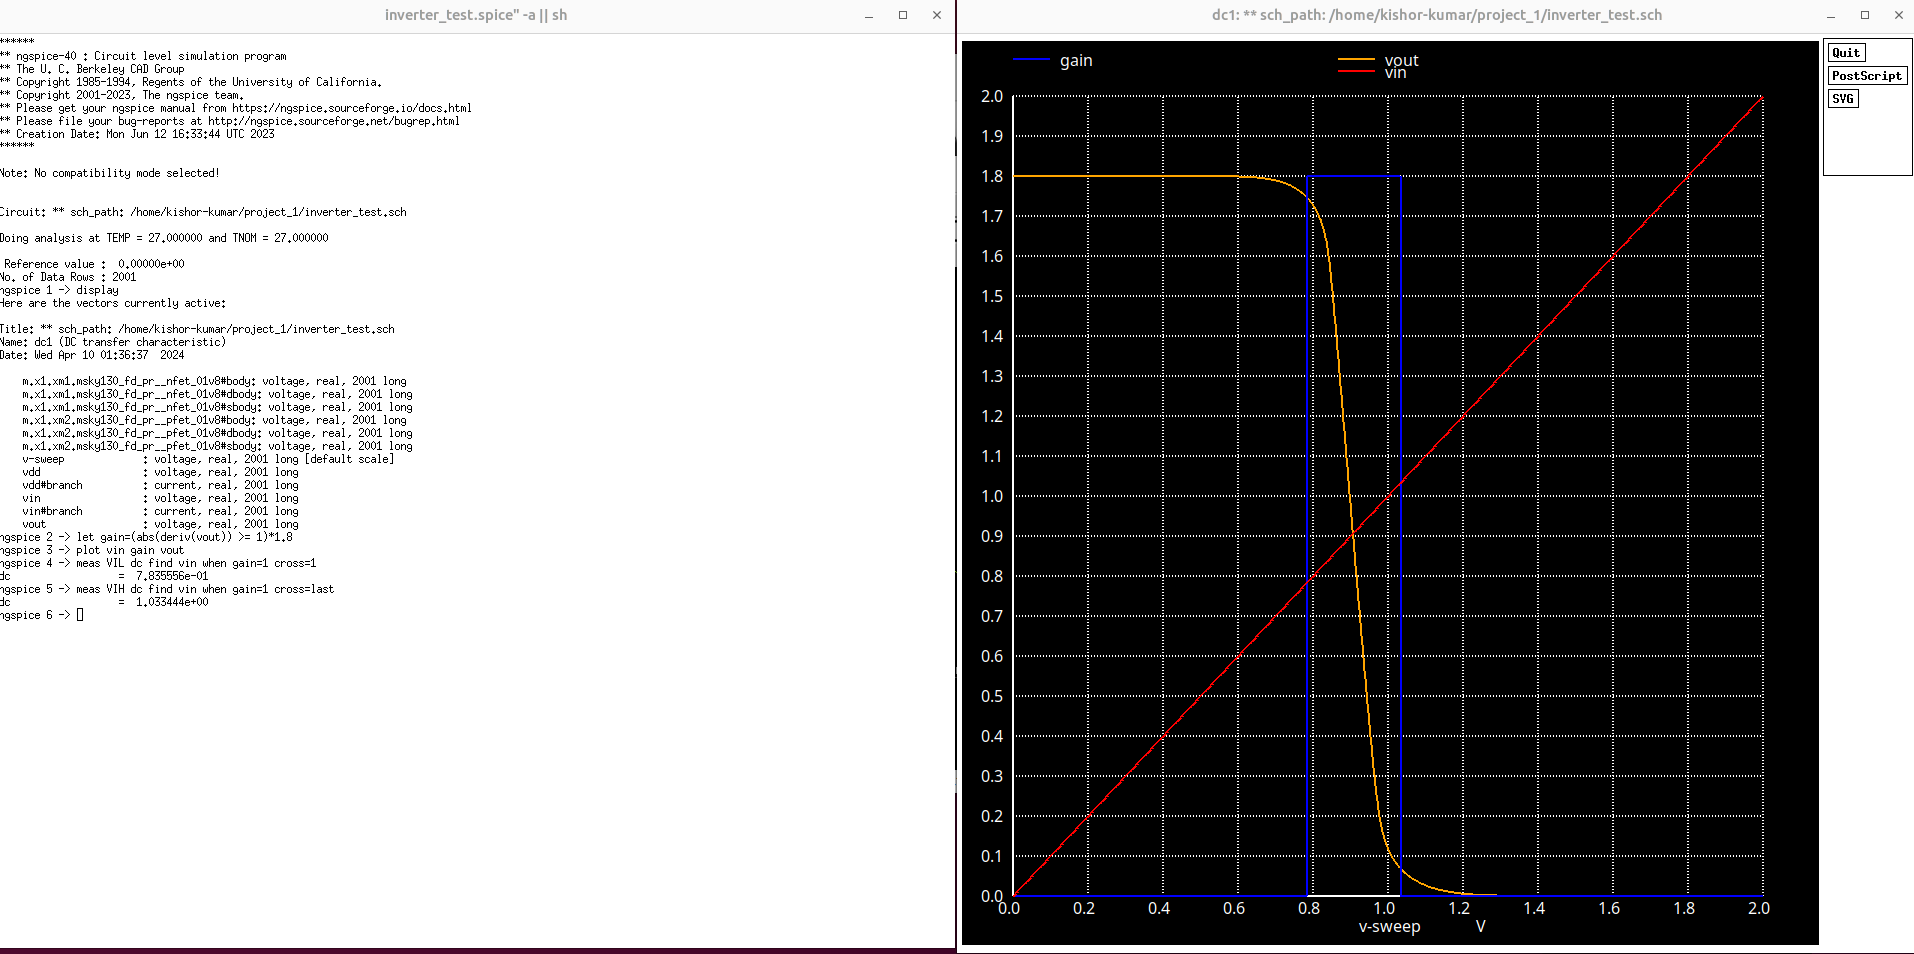 inverter_test.spice" -a || sh
******
** ngspice-40 : Circuit level simulation program
** The U. C. Berkeley CAD Group
** Copyright 1985-1994, Regents of the University of California.
** Copyright 2001-2023, The ngspice team.
** Please get your ngspice manual from https://ngspice.sourceforge.io/docs.html
** Please file your bug-reports at http://ngspice.sourceforge.net/bugrep.html
** Creation Date: Mon Jun 12 16:33:44 UTC 2023
******
Note: No compatibility mode selected!
Circuit: ** sch_path: /home/kishor-kumar/project_1/inverter_test.sch
Doing analysis at TEMP = 27.000000 and TNOM = 27.000000
Reference value :  0.00000e+00
No. of Data Rows : 2001
ngspice 1 -> display
Here are the vectors currently active:
Title: ** sch_path: /home/kishor-kumar/project_1/inverter_test.sch
Name: dc1 (DC transfer characteristic)
Date: Wed Apr 10 01:36:37  2024
m.x1.xm1.msky130_fd_pr__nfet_01v8#body: voltage, real, 2001 long
m.x1.xm1.msky130_fd_pr__nfet_01v8#dbody: voltage, real, 2001 long
m.x1.xm1.msky130_fd_pr__nfet_01v8#sbody: voltage, real, 2001 long
m.x1.xm2.msky130_fd_pr__pfet_01v8#body: voltage, real, 2001 long
m.x1.xm2.msky130_fd_pr__pfet_01v8#dbody: voltage, real, 2001 long
m.x1.xm2.msky130_fd_pr__pfet_01v8#sbody: voltage, real, 2001 long
v-sweep : voltage, real, 2001 long [default scale]
vdd : voltage, real, 2001 long
vdd#branch : current, real, 2001 long
vin : voltage, real, 2001 long
vin#branch : current, real, 2001 long
vout : voltage, real, 2001 long
ngspice 2 -> let gain=(abs(deriv(vout)) >= 1)*1.8
ngspice 3 -> plot vin gain vout
ngspice 4 -> meas VIL dc find vin when gain=1 cross=1
dc = 7.835556e-01
ngspice 5 -> meas VIH dc find vin when gain=1 cross=last
dc = 1.033444e+00
ngspice 6 ->
dc1: ** sch_path: /home/kishor-kumar/project_1/inverter_test.sch
Quit
PostScript
SVG
gain
vout
vin
2.0
1.9
1.8
1.7
1.6
1.5
1.4
1.3
1.2
1.1
1.0
0.9
0.8
0.7
0.6
0.5
0.4
0.3
0.2
0.1
0.0
0.0 0.2 0.4 0.6 0.8 1.0 1.2 1.4 1.6 1.8 2.0
v-sweep V